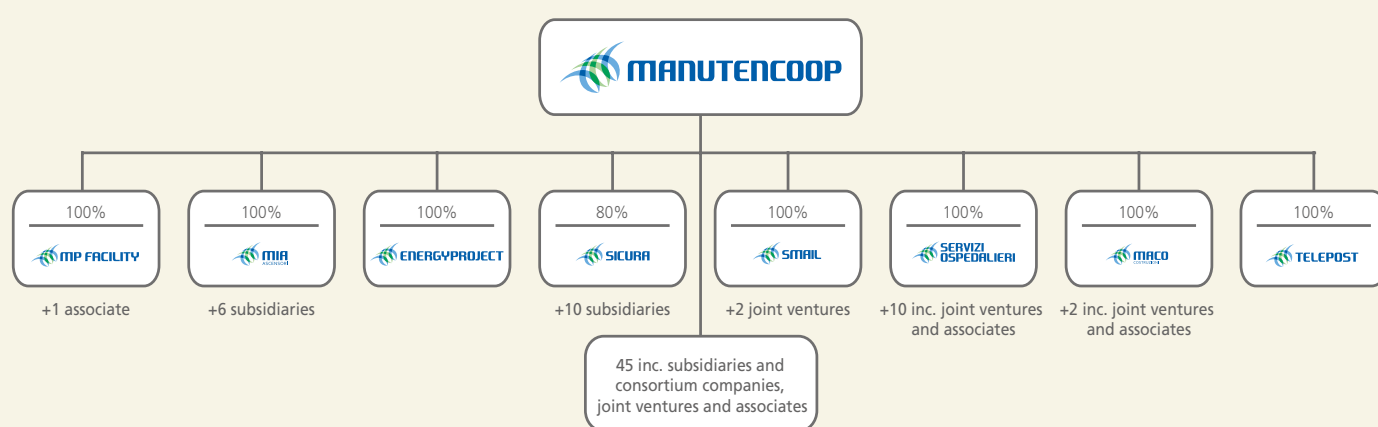 MANUTENCOOP
100%
100%
100%
80%
100%
100%
100%
100%
MP FACILITY
MIA
ASCENSORI
ENERGYPROJECT
SICURA
SMAIL
SERVIZI
OSPEDALIERI
MACO
COSTRUZIONI
TELEPOST
+1 associate
+6 subsidiaries
+10 subsidiaries
+2 joint ventures
+10 inc. joint ventures
and associates
+2 inc. joint ventures
and associates
45 inc. subsidiaries and
consortium companies,
joint ventures and associates